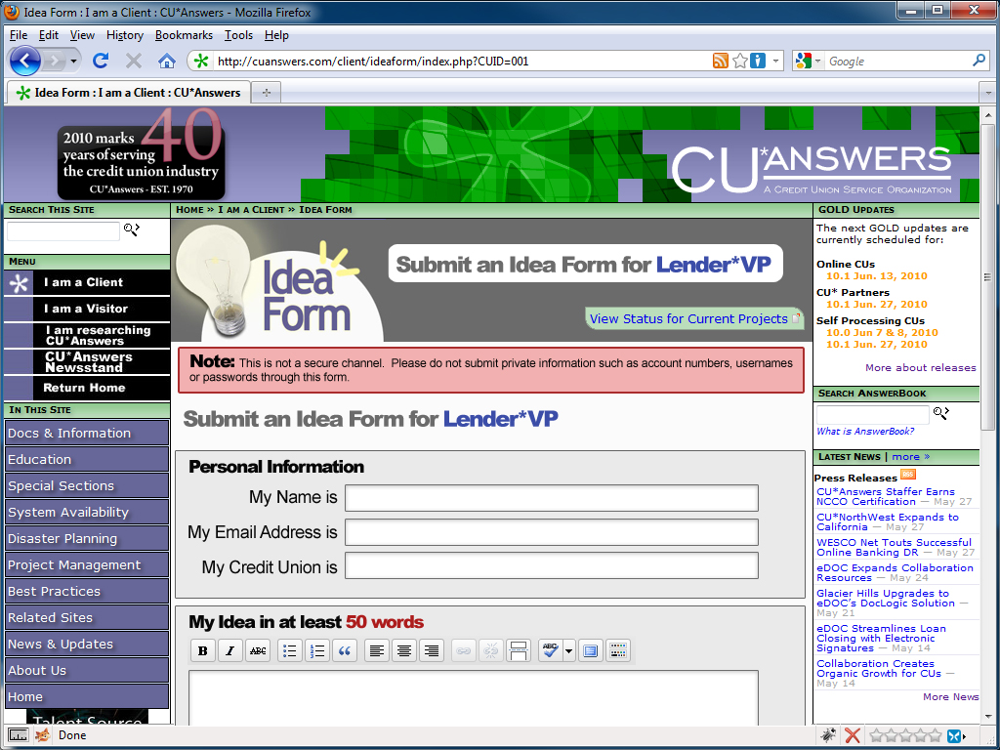 Idea Form : I am a Client : CU*Answers - Mozilla Firefox
File Edit View History Bookmarks Tools Help
http://cuanswers.com/client/ideaform/index.php?CUID=001
Google
Idea Form : I am a Client : CU*Answers
2010 marks 40
years of serving
the credit union industry
CU*Answers - EST. 1970
CU*ANSWERS
A Credit Union Service Organization
Search This Site
Menu
I am a Client
I am a Visitor
I am researching
CU*Answers
CU*Answers
Newsstand
Return Home
In This Site
Docs & Information
Education
Special Sections
System Availability
Disaster Planning
Project Management
Best Practices
Related Sites
News & Updates
About Us
Home
Talent Source
Home » I am a Client » Idea Form
Idea
Form
Submit an Idea Form for Lender*VP
View Status for Current Projects
Note: This is not a secure channel. Please do not submit private information such as account numbers, usernames
or passwords through this form.
Submit an Idea Form for Lender*VP
Personal Information
My Name is
My Email Address is
My Credit Union is
My Idea in at least 50 words
B I ABC ABC
GOLD Updates
The next GOLD updates are
currently scheduled for:
Online CUs
10.1 Jun. 13, 2010
CU* Partners
10.1 Jun. 27, 2010
Self Processing CUs
10.0 Jun 7 & 8, 2010
10.1 Jun. 27, 2010
More about releases
Search AnswerBook
What is AnswerBook?
Latest News | more »
Press Releases RSS
CU*Answers Staffer Earns
NCCO Certification — May 27
CU*NorthWest Expands to
California — May 27
WESCO Net Touts Successful
Online Banking DR — May 27
eDOC Expands Collaboration
Resources — May 24
Glacier Hills Upgrades to
eDOC's DocLogic Solution —
May 21
eDOC Streamlines Loan
Closing with Electronic
Signatures — May 14
Collaboration Creates
Organic Growth for CUs —
May 14
More News
Done